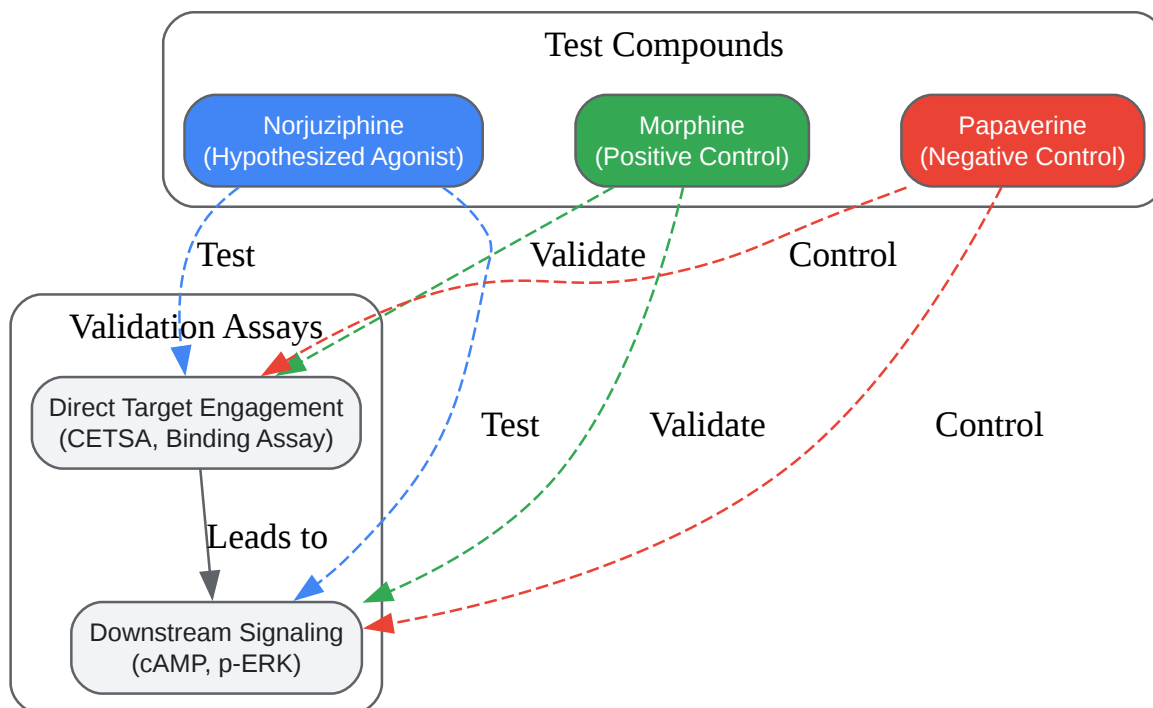 Test Compounds
Norjuziphine
(Hypothesized Agonist)
Morphine
(Positive Control)
Papaverine
(Negative Control)
Test
Validate
Control
Validation Assays
Direct Target Engagement
(CETSA, Binding Assay)
Test
Validate
Control
Leads to
Downstream Signaling
(cAMP, p-ERK)